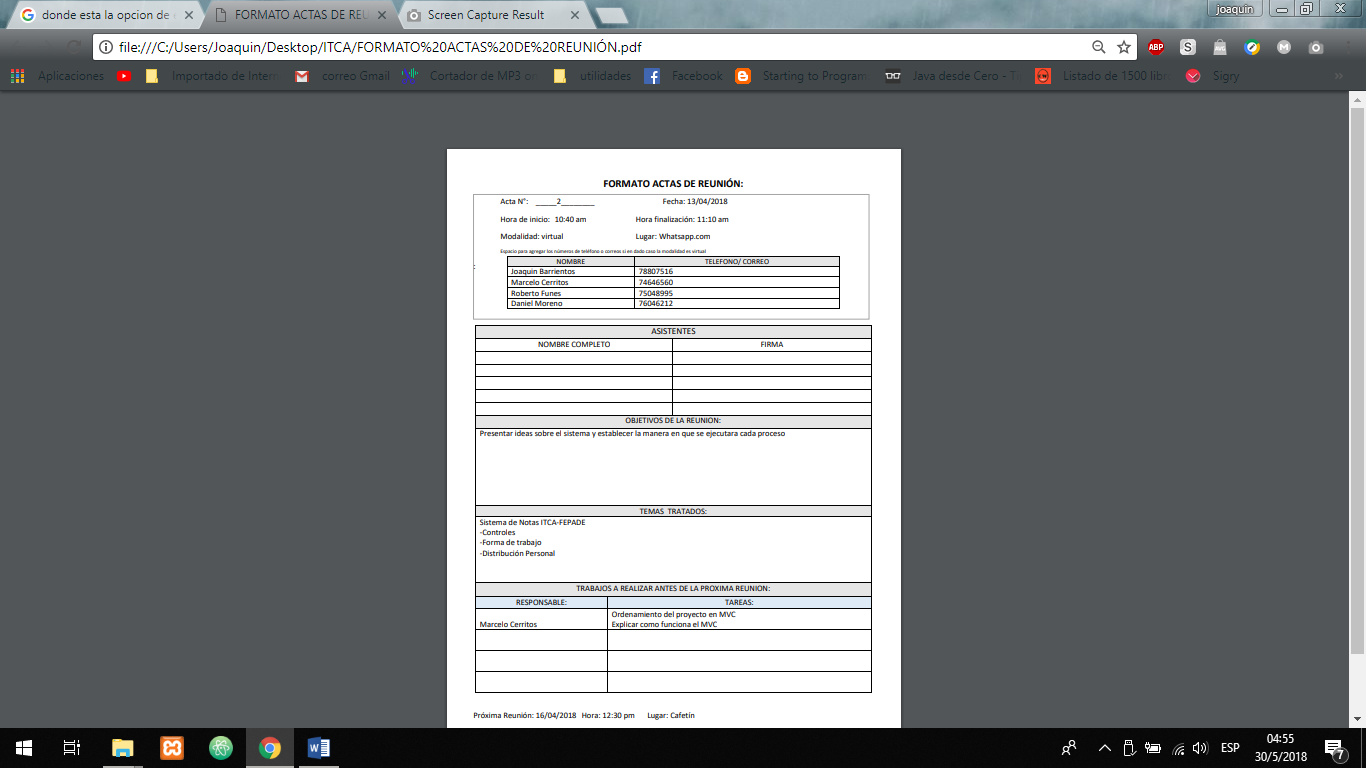 donde esta la opcion de
FORMATO ACTAS DE REU
Screen Capture Result
joaquin
file:///C:/Users/Joaquin/Desktop/ITCA/FORMATO%20ACTAS%20DE%20REUNIÓN.pdf
ABP
S
AVG
M
Aplicaciones
Importado de Intern
correo Gmail
Cortador de MP3 on
utilidades
Facebook
Starting to Program
Java desde Cero - T
Listado de 1500 libr
Sigry
»
FORMATO ACTAS DE REUNIÓN:
Acta N°: _____2________ Fecha: 13/04/2018
Hora de inicio: 10:40 am Hora finalización: 11:10 am
Modalidad: virtual Lugar: Whatsapp.com
Espacio para agregar los números de teléfono o correos si en dado caso la modalidad es virtual
:
NOMBRE TELEFONO/ CORREO
Joaquin Barrientos 78807516
Marcelo Cerritos 74646560
Roberto Funes 75048995
Daniel Moreno 76046212
ASISTENTES
NOMBRE COMPLETO FIRMA
OBJETIVOS DE LA REUNION:
Presentar ideas sobre el sistema y establecer la manera en que se ejecutara cada proceso
TEMAS TRATADOS:
Sistema de Notas ITCA-FEPADE
-Controles
-Forma de trabajo
-Distribución Personal
TRABAJOS A REALIZAR ANTES DE LA PROXIMA REUNION:
RESPONSABLE: TAREAS:
Ordenamiento del proyecto en MVC
Marcelo Cerritos Explicar como funciona el MVC
Próxima Reunión: 16/04/2018 Hora: 12:30 pm Lugar: Cafetín
ESP
04:55
30/5/2018
7